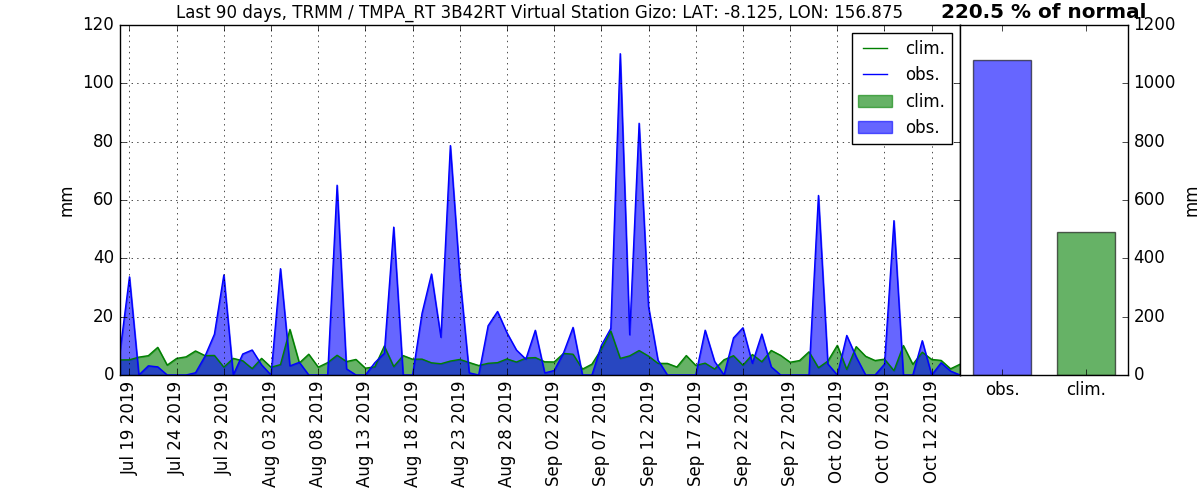 Last 90 days, TRMM / TMPA_RT 3B42RT Virtual Station Gizo: LAT: -8.125, LON: 156.875
220.5 % of normal
120
100
80
60
40
20
0
mm
clim.
obs.
clim.
obs.
1200
1000
800
600
400
200
0
mm
Jul 19 2019
Jul 24 2019
Jul 29 2019
Aug 03 2019
Aug 08 2019
Aug 13 2019
Aug 18 2019
Aug 23 2019
Aug 28 2019
Sep 02 2019
Sep 07 2019
Sep 12 2019
Sep 17 2019
Sep 22 2019
Sep 27 2019
Oct 02 2019
Oct 07 2019
Oct 12 2019
obs.
clim.